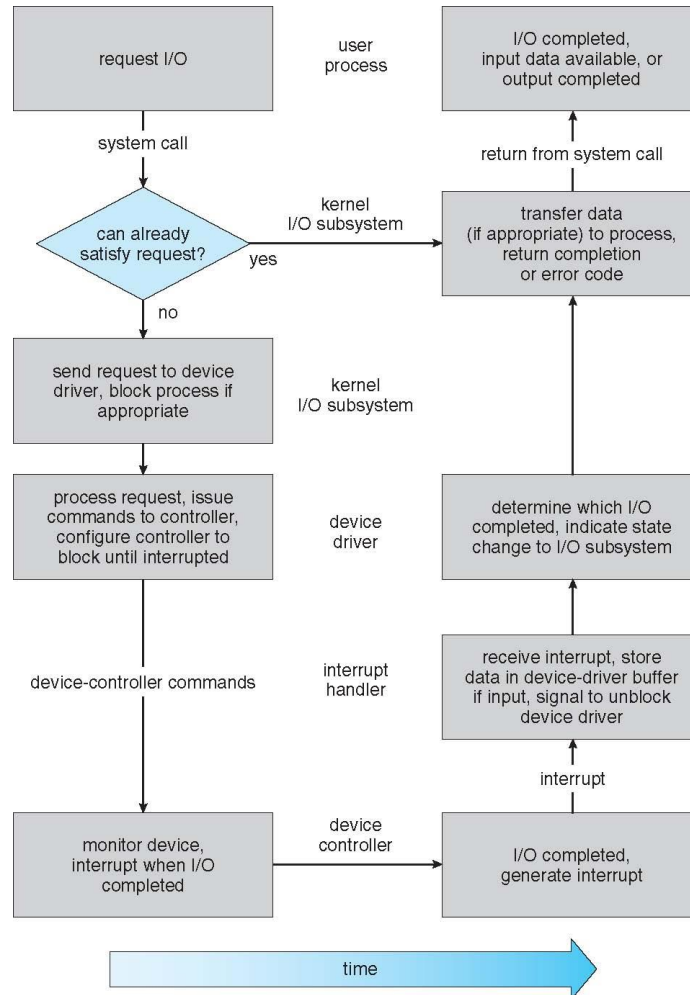 request I/O
user
process
I/O completed,
input data available, or
output completed
system call
return from system call
can already
satisfy request?
yes
no
kernel
I/O subsystem
transfer data
(if appropriate) to process,
return completion
or error code
send request to device
driver, block process if
appropriate
kernel
I/O subsystem
process request, issue
commands to controller,
configure controller to
block until interrupted
device
driver
determine which I/O
completed, indicate state
change to I/O subsystem
device-controller commands
interrupt
handler
receive interrupt, store
data in device-driver buffer
if input, signal to unblock
device driver
interrupt
monitor device,
interrupt when I/O
completed
device
controller
I/O completed,
generate interrupt
time